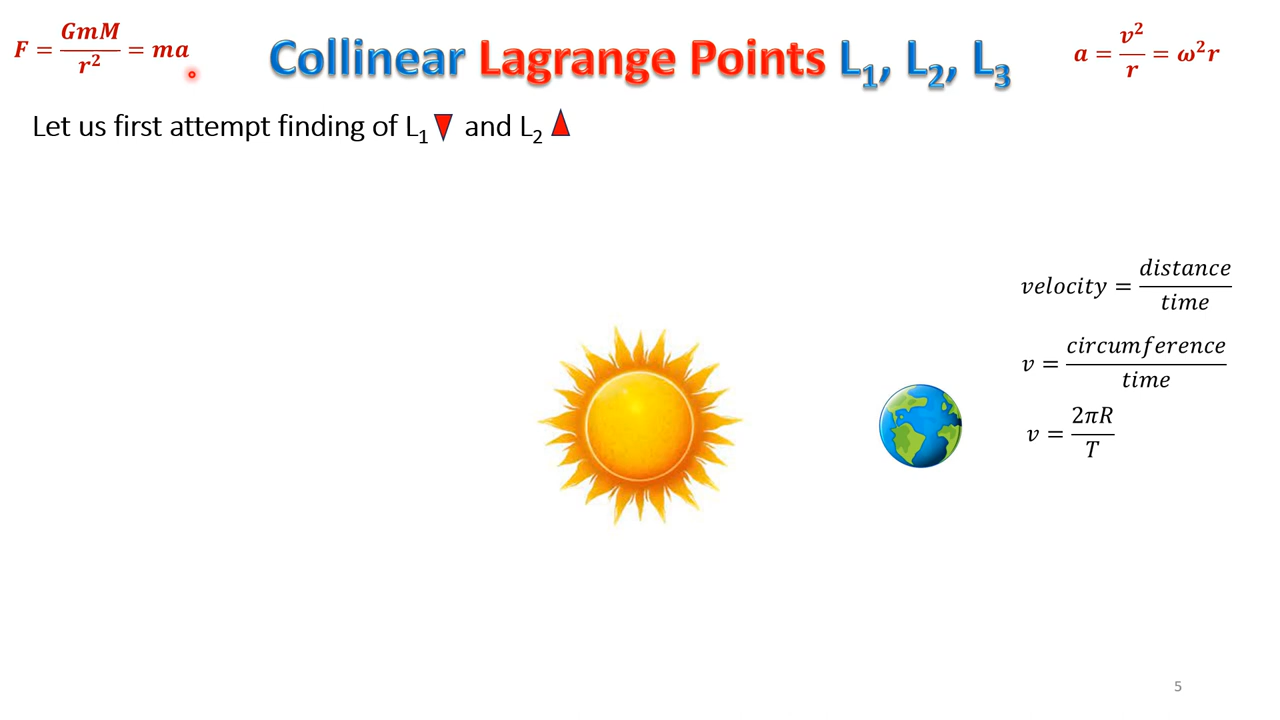 F = GmM / r² = ma
Collinear Lagrange Points L₁, L₂, L₃
a = v² / r = ω²r
Let us first attempt finding of L₁ and L₂
velocity = distance / time
v = circumference / time
v = 2πR / T
5